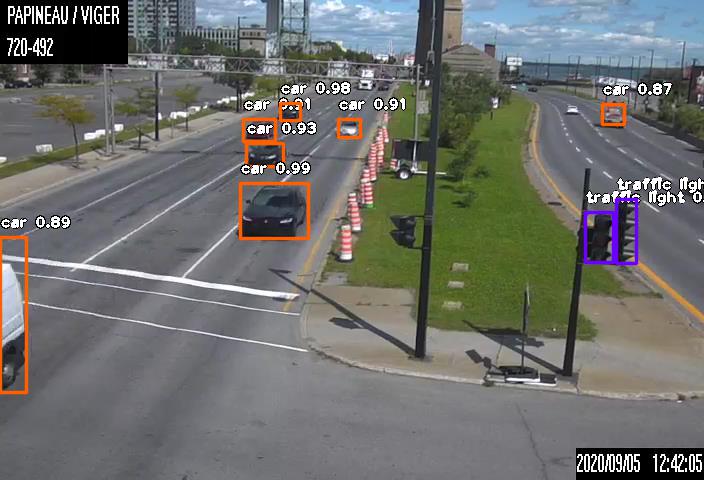 PAPINEAU / VIGER
720-492
car 0.98
car 0.91
car 0.91
car 0.87
car 0.93
car 0.99
traffic light
traffic light 0.
car 0.89
2020/09/05 12:42:05